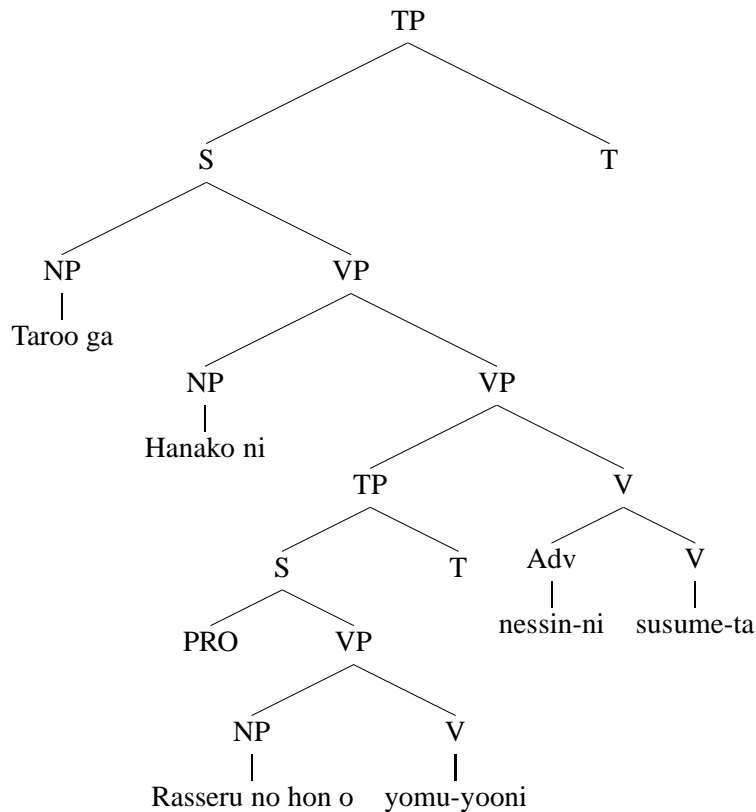 TP
S T
NP VP
Taroo ga
NP VP
Hanako ni
TP V
S T Adv V
PRO VP nessin-ni susume-ta
NP V
Rasseru no hon o yomu-yooni